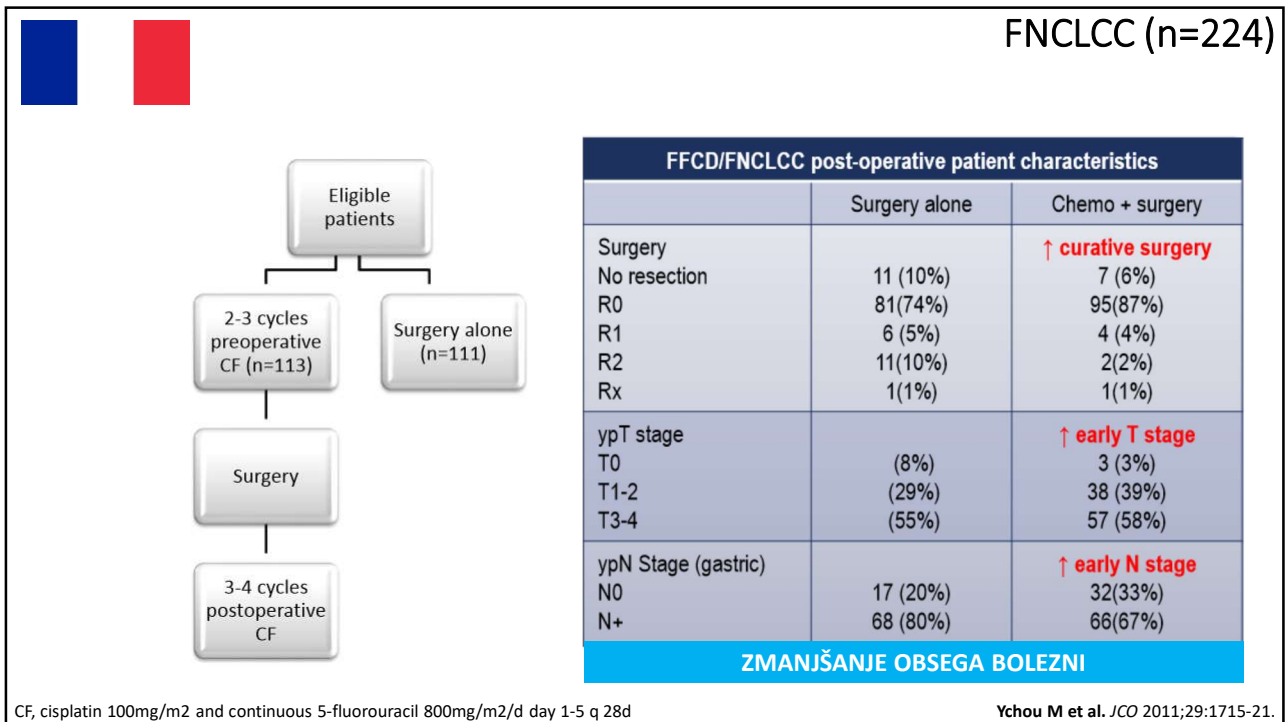 FNCLCC (n=224)
Eligible
patients
2-3 cycles
preoperative
CF (n=113)
Surgery alone
(n=111)
Surgery
3-4 cycles
postoperative
CF
FFCD/FNCLCC post-operative patient characteristics
Surgery alone Chemo + surgery
Surgery ↑ curative surgery
No resection 11 (10%) 7 (6%)
R0 81(74%) 95(87%)
R1 6 (5%) 4 (4%)
R2 11(10%) 2(2%)
Rx 1(1%) 1(1%)
ypT stage ↑ early T stage
T0 (8%) 3 (3%)
T1-2 (29%) 38 (39%)
T3-4 (55%) 57 (58%)
ypN Stage (gastric) ↑ early N stage
N0 17 (20%) 32(33%)
N+ 68 (80%) 66(67%)
ZMANJŠANJE OBSEGA BOLEZNI
CF, cisplatin 100mg/m2 and continuous 5-fluorouracil 800mg/m2/d day 1-5 q 28d
Ychou M et al. JCO 2011;29:1715-21.